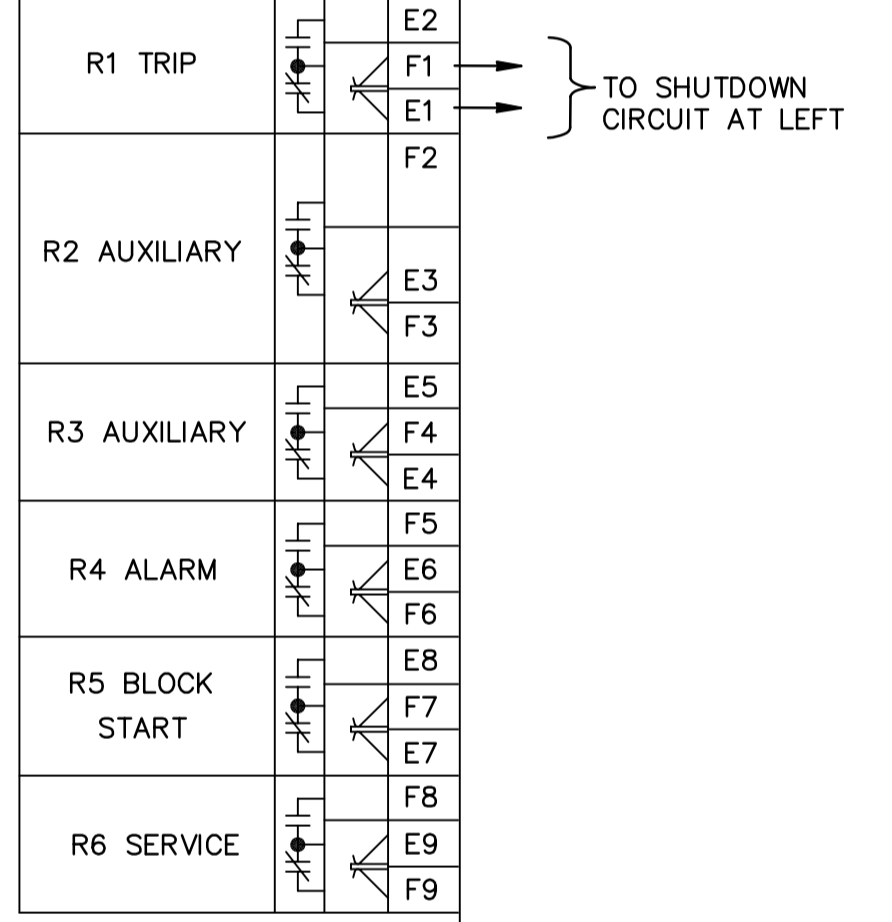 E2
R1 TRIP
F1
TO SHUTDOWN
CIRCUIT AT LEFT
E1
F2
R2 AUXILIARY
E3
F3
E5
R3 AUXILIARY
F4
E4
F5
R4 ALARM
E6
F6
E8
R5 BLOCK
START
F7
E7
F8
R6 SERVICE
E9
F9